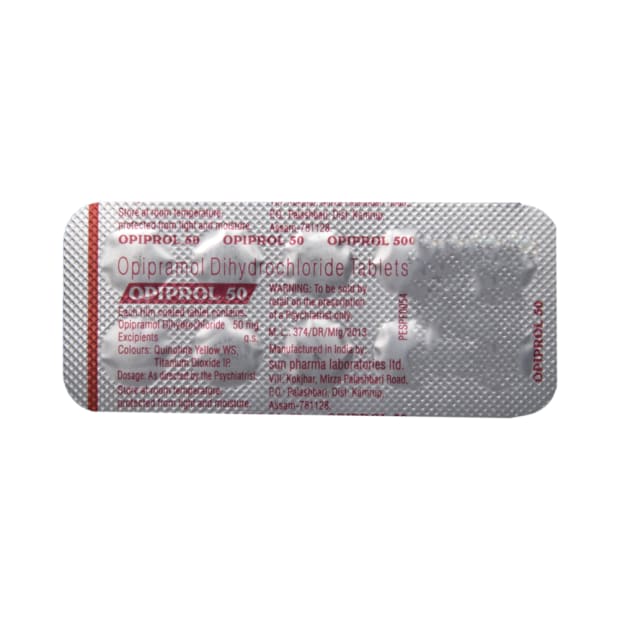 Store at room temperature,
protected from light and moisture.
P.O. Palashbari, Dist. Kamrup,
Assam-781128.
OPIPROL 50 OPIPROL 50 OPIPROL 500
Opipramol Dihydrochloride Tablets
OPIPROL 50
Each film coated tablet contains:
Opipramol Dihydrochloride 50 mg
Excipients q.s.
Colours: Quinoline Yellow WS,
Titanium Dioxide IP.
Dosage: As directed by the Psychiatrist.
Store at room temperature,
protected from light and moisture.
WARNING: To be sold by
retail on the prescription
of a Psychiatrist only.
M. L.: 374/DR/Mfg/2013
Manufactured in India by:
sun pharma laboratories ltd.
Vill. Kokjhar, Mirza Palashbari Road,
P.O. Palashbari, Dist. Kamrup,
Assam-781128.
OPIPROL 50